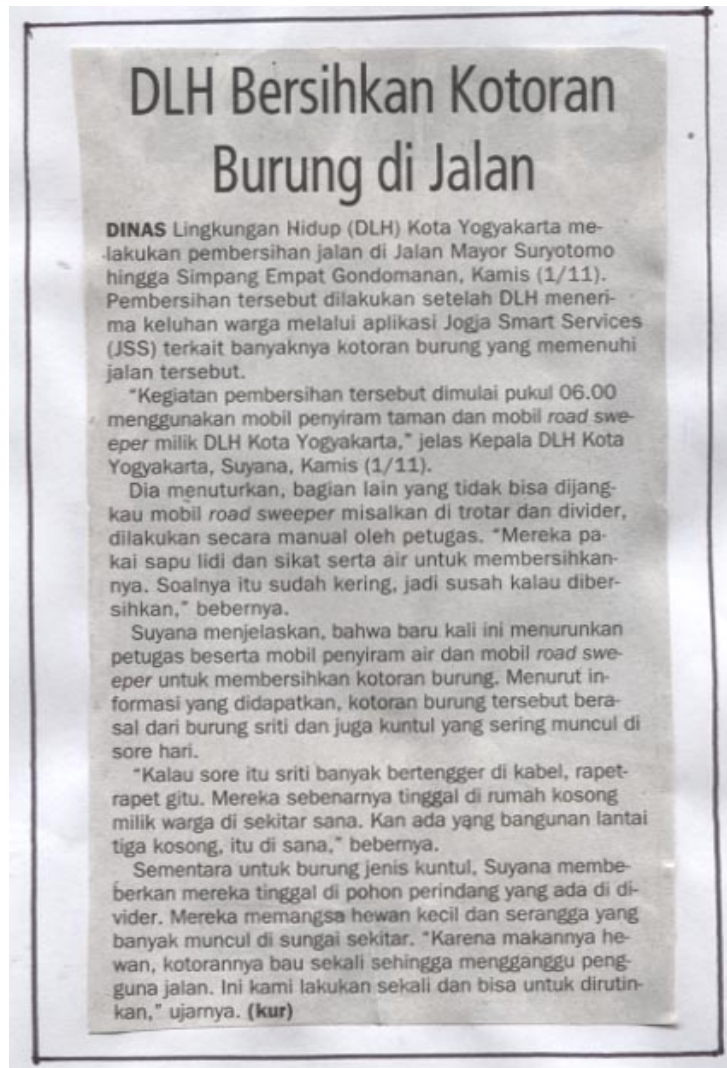 DLH Bersihkan Kotoran
Burung di Jalan
DINAS Lingkungan Hidup (DLH) Kota Yogyakarta me-
lakukan pembersihan jalan di Jalan Mayor Suryotomo
hingga Simpang Empat Gondomanan, Kamis (1/11).
Pembersihan tersebut dilakukan setelah DLH meneri-
ma keluhan warga melalui aplikasi Jogja Smart Services
(JSS) terkait banyaknya kotoran burung yang memenuhi
jalan tersebut.
"Kegiatan pembersihan tersebut dimulai pukul 06.00
menggunakan mobil penyiram taman dan mobil road swe-
eper milik DLH Kota Yogyakarta," jelas Kepala DLH Kota
Yogyakarta, Suyana, Kamis (1/11).
Dia menuturkan, bagian lain yang tidak bisa dijang-
kau mobil road sweeper misalkan di trotar dan divider,
dilakukan secara manual oleh petugas. "Mereka pa-
kai sapu lidi dan sikat serta air untuk membersihkan-
nya. Soalnya itu sudah kering, jadi susah kalau diber-
sihkan," bebernya.
Suyana menjelaskan, bahwa baru kali ini menurunkan
petugas beserta mobil penyiram air dan mobil road swe-
eper untuk membersihkan kotoran burung. Menurut in-
formasi yang didapatkan, kotoran burung tersebut bera-
sal dari burung sriti dan juga kuntul yang sering muncul di
sore hari.
"Kalau sore itu sriti banyak bertengger di kabel, rapet-
rapet gitu. Mereka sebenarnya tinggal di rumah kosong
milik warga di sekitar sana. Kan ada yang bangunan lantai
tiga kosong, itu di sana," bebernya.
Sementara untuk burung jenis kuntul, Suyana membe-
berkan mereka tinggal di pohon perindang yang ada di di-
vider. Mereka memangsa hewan kecil dan serangga yang
banyak muncul di sungai sekitar. "Karena makannya he-
wan, kotorannya bau sekali sehingga mengganggu peng-
guna jalan. Ini kami lakukan sekali dan bisa untuk dirutin-
kan," ujarnya. (kur)